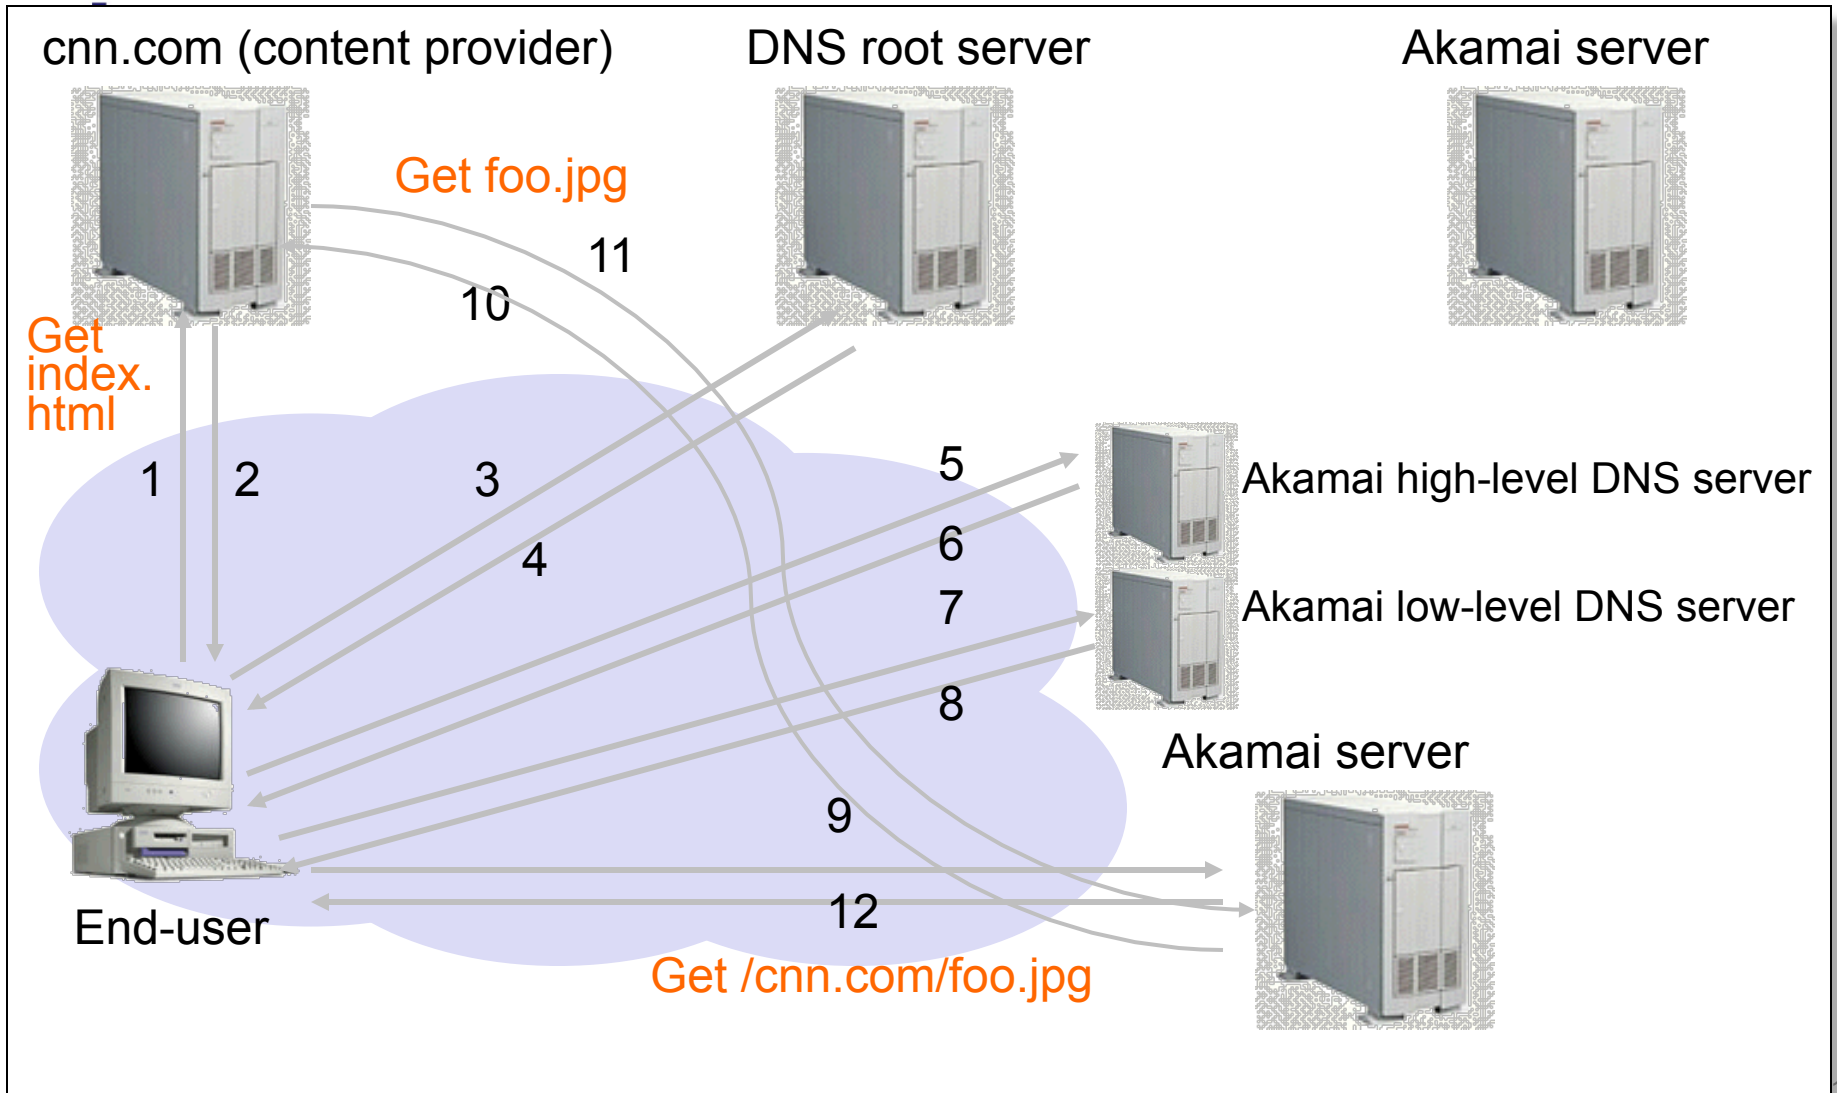 cnn.com (content provider)
DNS root server
Akamai server
Get foo.jpg
11
10
Get
index.
html
1
2
3
4
5
Akamai high-level DNS server
6
7
Akamai low-level DNS server
8
Akamai server
9
12
End-user
Get /cnn.com/foo.jpg